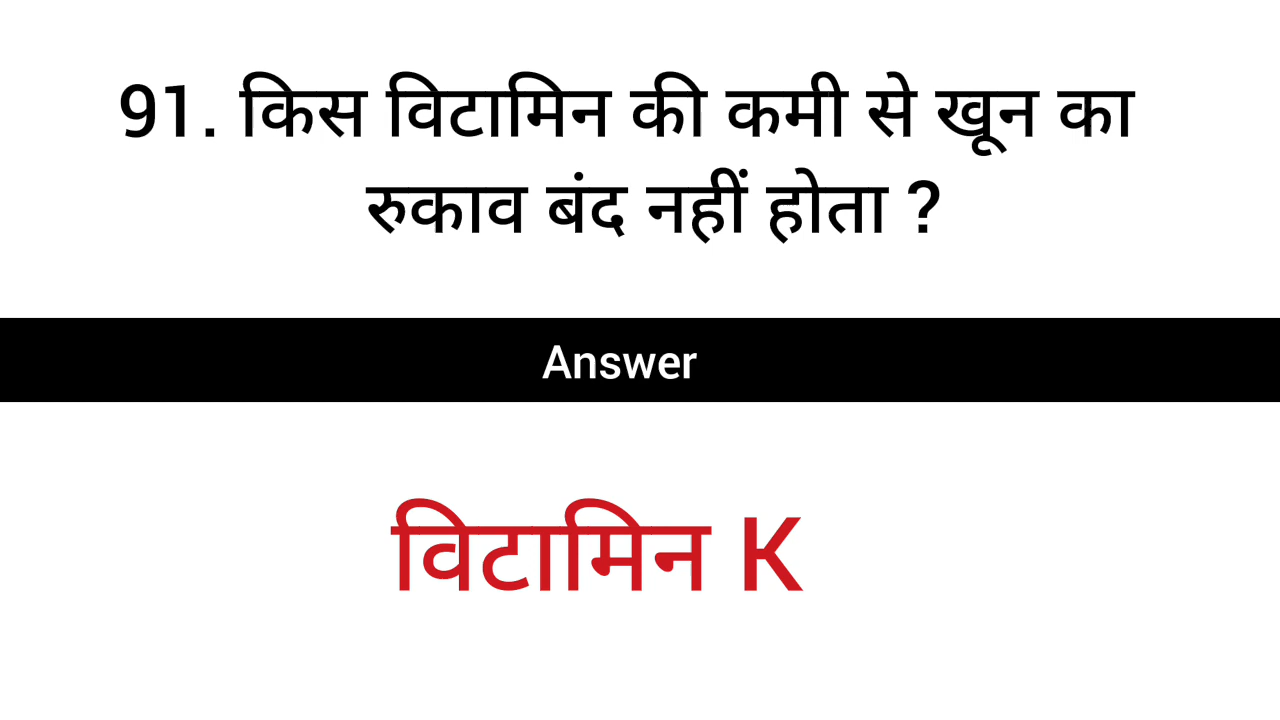 91. किस विटामिन की कमी से खून का
रुकाव बंद नहीं होता ?
Answer
विटामिन K